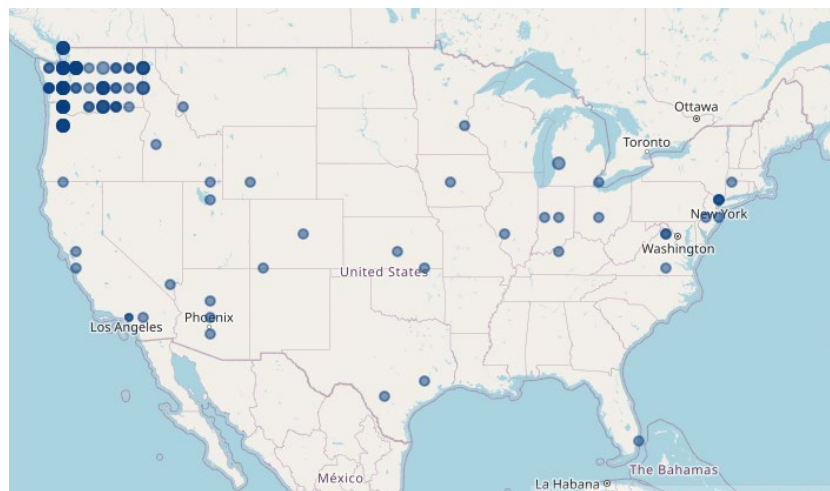 Ottawa
Toronto
New York
Washington
United States
Phoenix
Los Angeles
The Bahamas
México
La Habana